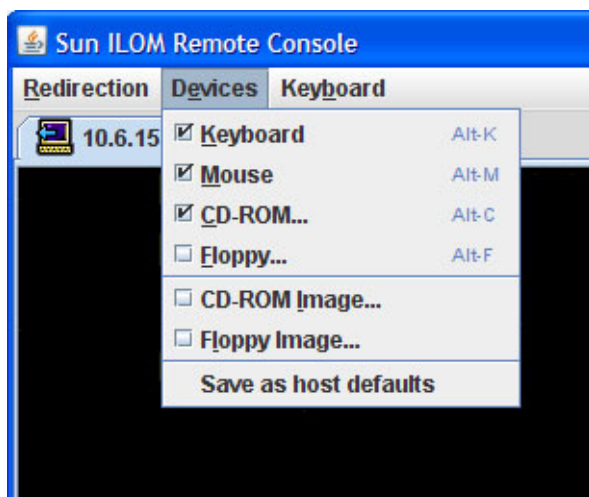 Sun ILOM Remote Console
Redirection Devices Keyboard
10.6.15
Keyboard Alt-K
Mouse Alt-M
CD-ROM... Alt-C
Floppy... Alt-F
CD-ROM Image...
Floppy Image...
Save as host defaults